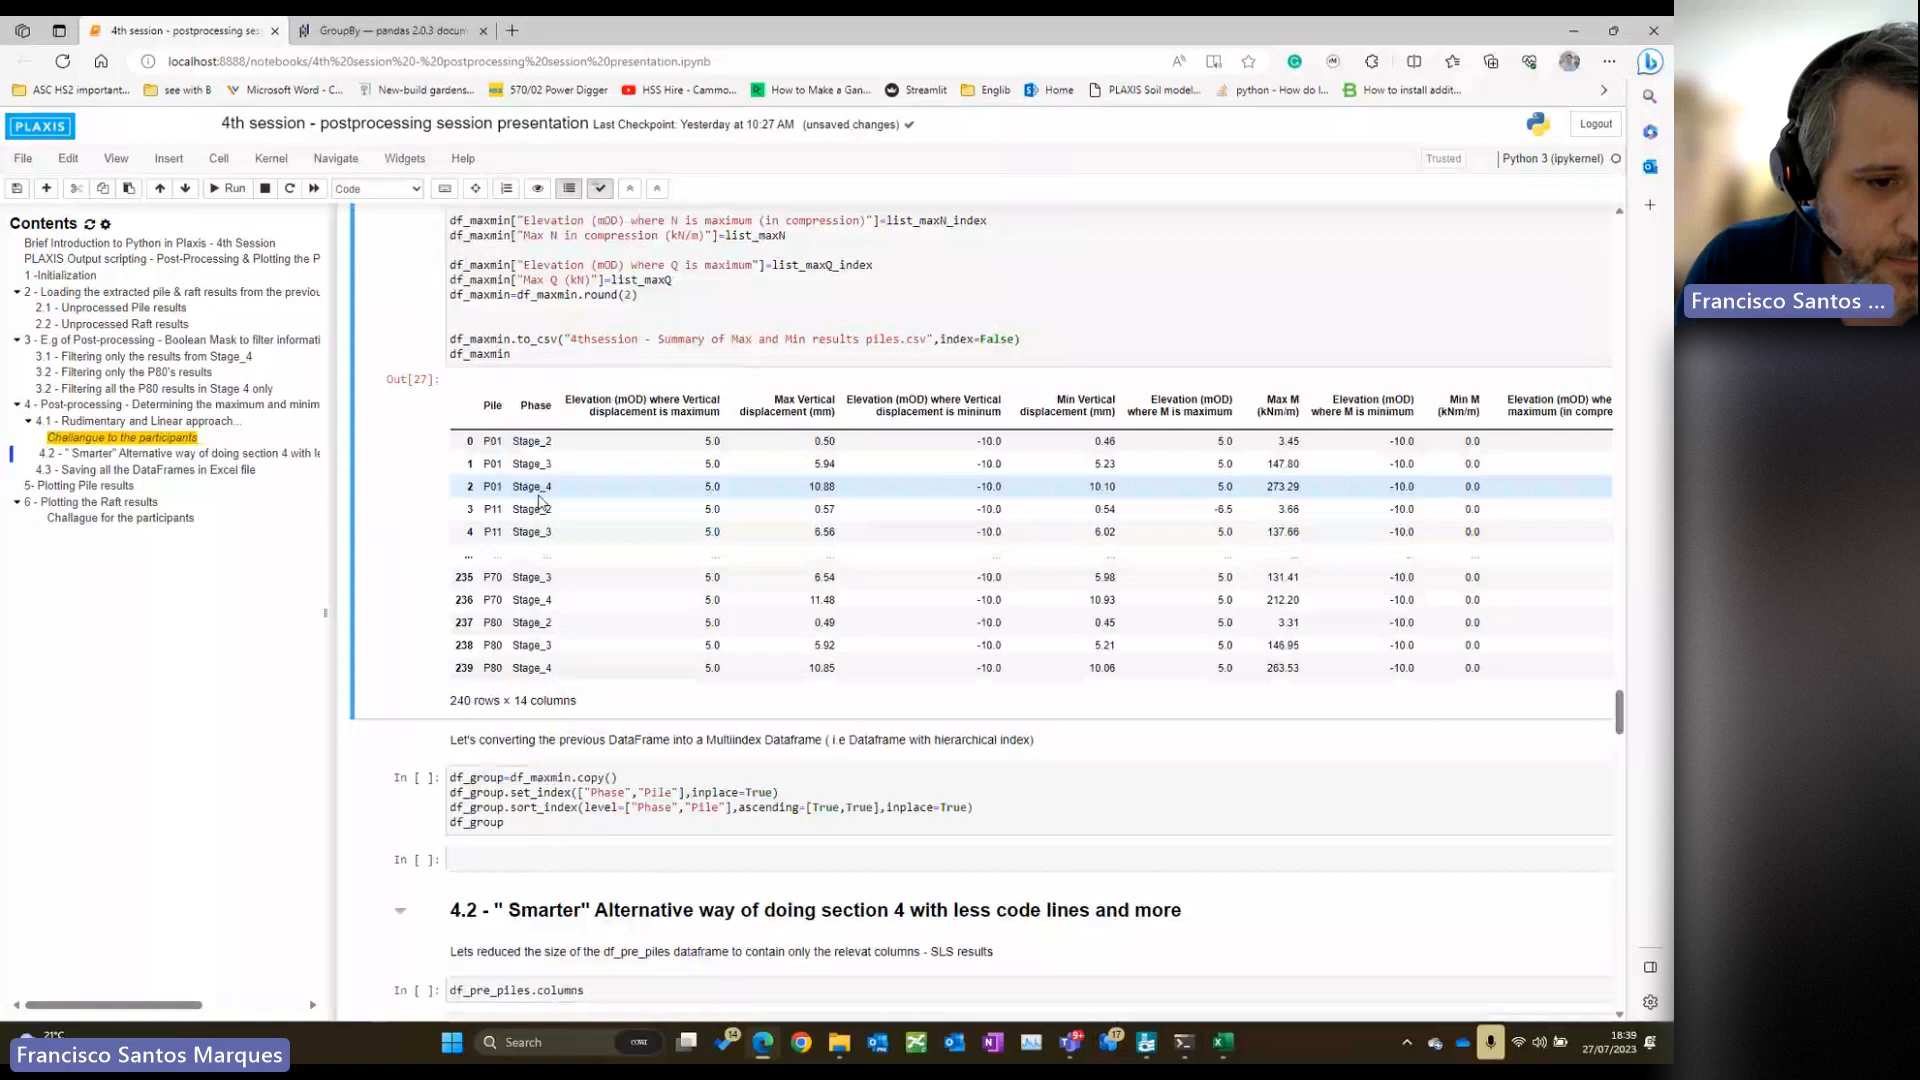 4th session - postprocessing ses
GroupBy — pandas 2.0.3 docum
localhost:8888/notebooks/4th%20session%20-%20postprocessing%20session%20presentation.ipynb
ASC HS2 important...
see with B
Microsoft Word - C...
New-build gardens...
570/02 Power Digger
HSS Hire - Cammo...
How to Make a Gan...
Streamlit
Englib
Home
PLAXIS Soil model...
python - How do I...
How to install addit...
PLAXIS
4th session - postprocessing session presentation Last Checkpoint: Yesterday at 10:27 AM (unsaved changes)
Logout
File Edit View Insert Cell Kernel Navigate Widgets Help
Trusted
Python 3 (ipykernel)
Run
Code
Contents
Brief Introduction to Python in Plaxis - 4th Session
PLAXIS Output scripting - Post-Processing & Plotting the P
1 -Initialization
2 - Loading the extracted pile & raft results from the previou
2.1 - Unprocessed Pile results
2.2 - Unprocessed Raft results
3 - E.g of Post-processing - Boolean Mask to filter informati
3.1 - Filtering only the results from Stage_4
3.2 - Filtering only the P80's results
3.2 - Filtering all the P80 results in Stage 4 only
4 - Post-processing - Determining the maximum and minim
4.1 - Rudimentary and Linear approach...
Challangue to the participants
4.2 - " Smarter" Alternative way of doing section 4 with le
4.3 - Saving all the DataFrames in Excel file
5- Plotting Pile results
6 - Plotting the Raft results
Challague for the participants
df_maxmin["Elevation (mOD) where N is maximum (in compression)"]=list_maxN_index
df_maxmin["Max N in compression (kN/m)"]=list_maxN
df_maxmin["Elevation (mOD) where Q is maximum"]=list_maxQ_index
df_maxmin["Max Q (kN)"]=list_maxQ
df_maxmin=df_maxmin.round(2)
df_maxmin.to_csv("4thsession - Summary of Max and Min results piles.csv",index=False)
df_maxmin
Out[27]:
Pile Phase Elevation (mOD) where Vertical displacement is maximum Max Vertical displacement (mm) Elevation (mOD) where Vertical displacement is mininum Min Vertical displacement (mm) Elevation (mOD) where M is maximum Max M (kNm/m) Elevation (mOD) where M is minimum Min M (kNm/m) Elevation (mOD) whe maximum (in compre
0 P01 Stage_2 5.0 0.50 -10.0 0.46 5.0 3.45 -10.0 0.0
1 P01 Stage_3 5.0 5.94 -10.0 5.23 5.0 147.80 -10.0 0.0
2 P01 Stage_4 5.0 10.88 -10.0 10.10 5.0 273.29 -10.0 0.0
3 P11 Stage_2 5.0 0.57 -10.0 0.54 -6.5 3.66 -10.0 0.0
4 P11 Stage_3 5.0 6.56 -10.0 6.02 5.0 137.66 -10.0 0.0
... ... ... ... ... ... ... ... ... ...
235 P70 Stage_3 5.0 6.54 -10.0 5.98 5.0 131.41 -10.0 0.0
236 P70 Stage_4 5.0 11.48 -10.0 10.93 5.0 212.20 -10.0 0.0
237 P80 Stage_2 5.0 0.49 -10.0 0.45 5.0 3.31 -10.0 0.0
238 P80 Stage_3 5.0 5.92 -10.0 5.21 5.0 146.95 -10.0 0.0
239 P80 Stage_4 5.0 10.85 -10.0 10.06 5.0 263.53 -10.0 0.0
240 rows × 14 columns
Let's converting the previous DataFrame into a Multiindex Dataframe ( i.e Dataframe with hierarchical index)
In [ ]:
df_group=df_maxmin.copy()
df_group.set_index(["Phase","Pile"],inplace=True)
df_group.sort_index(level=["Phase","Pile"],ascending=[True,True],inplace=True)
df_group
In [ ]:
4.2 - " Smarter" Alternative way of doing section 4 with less code lines and more
Lets reduced the size of the df_pre_piles dataframe to contain only the relevat columns - SLS results
In [ ]:
df_pre_piles.columns
Francisco Santos ...
21°C
Francisco Santos Marques
Search
14
9+
17
18:39
27/07/2023